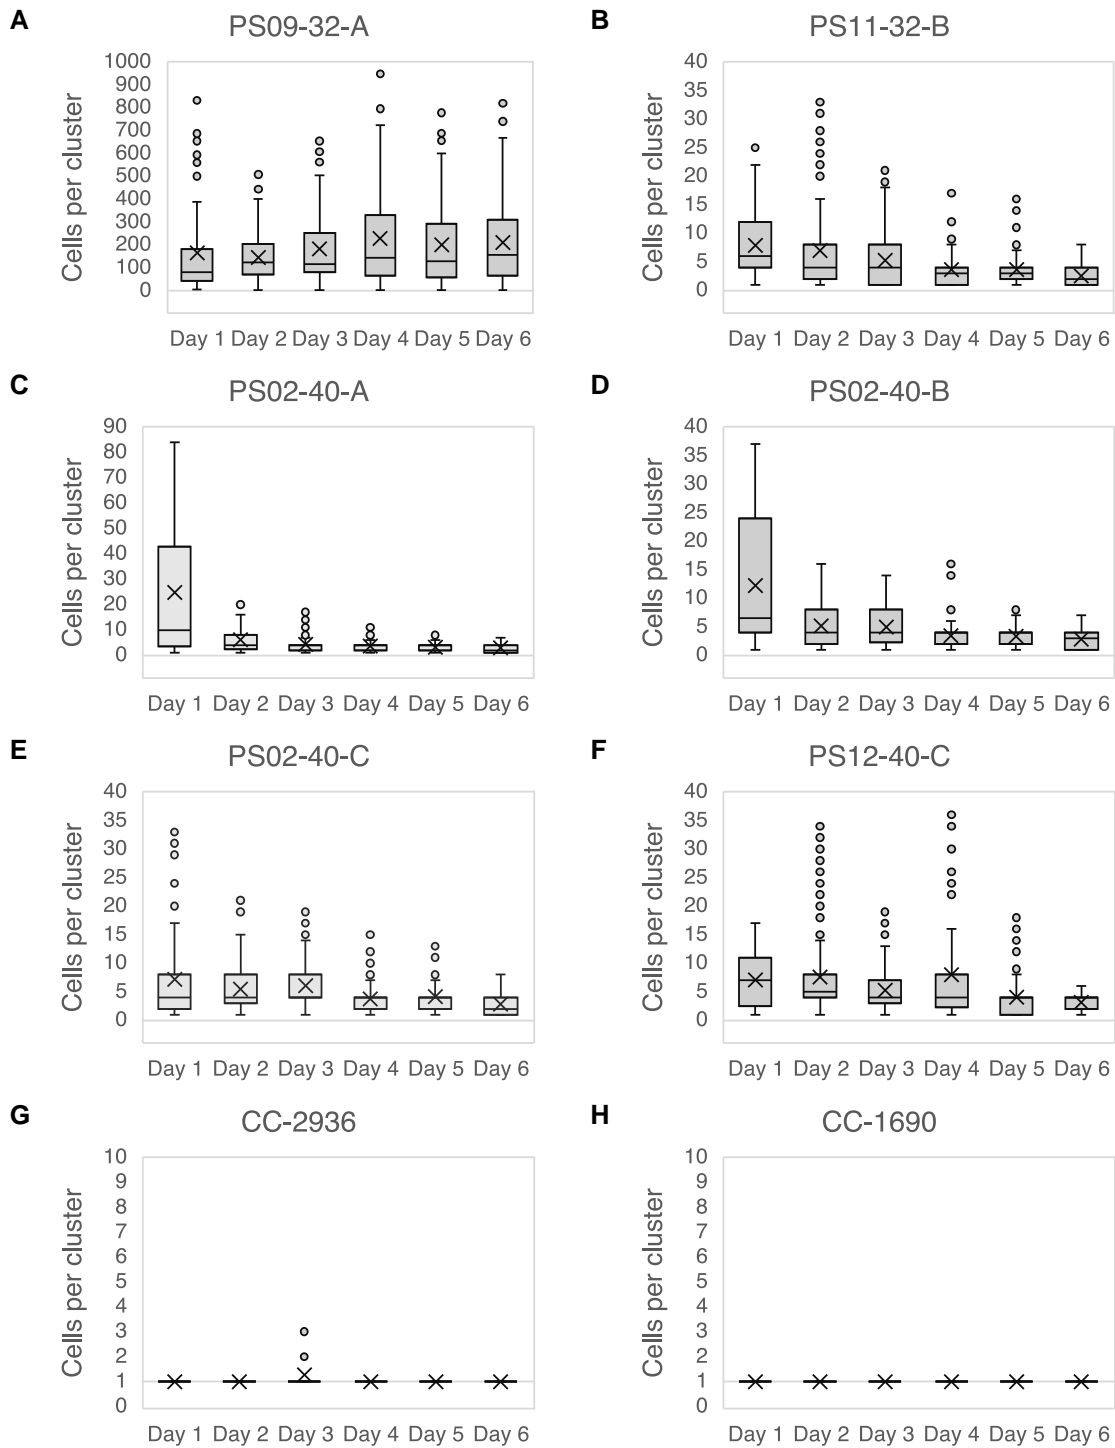 A
PS09-32-A
Cells per cluster
1000
900
800
700
600
500
400
300
200
100
0
Day 1 Day 2 Day 3 Day 4 Day 5 Day 6
B
PS11-32-B
Cells per cluster
40
35
30
25
20
15
10
5
0
Day 1 Day 2 Day 3 Day 4 Day 5 Day 6
C
PS02-40-A
Cells per cluster
90
80
70
60
50
40
30
20
10
0
Day 1 Day 2 Day 3 Day 4 Day 5 Day 6
D
PS02-40-B
Cells per cluster
40
35
30
25
20
15
10
5
0
Day 1 Day 2 Day 3 Day 4 Day 5 Day 6
E
PS02-40-C
Cells per cluster
40
35
30
25
20
15
10
5
0
Day 1 Day 2 Day 3 Day 4 Day 5 Day 6
F
PS12-40-C
Cells per cluster
40
35
30
25
20
15
10
5
0
Day 1 Day 2 Day 3 Day 4 Day 5 Day 6
G
CC-2936
Cells per cluster
10
9
8
7
6
5
4
3
2
1
0
Day 1 Day 2 Day 3 Day 4 Day 5 Day 6
H
CC-1690
Cells per cluster
10
9
8
7
6
5
4
3
2
1
0
Day 1 Day 2 Day 3 Day 4 Day 5 Day 6